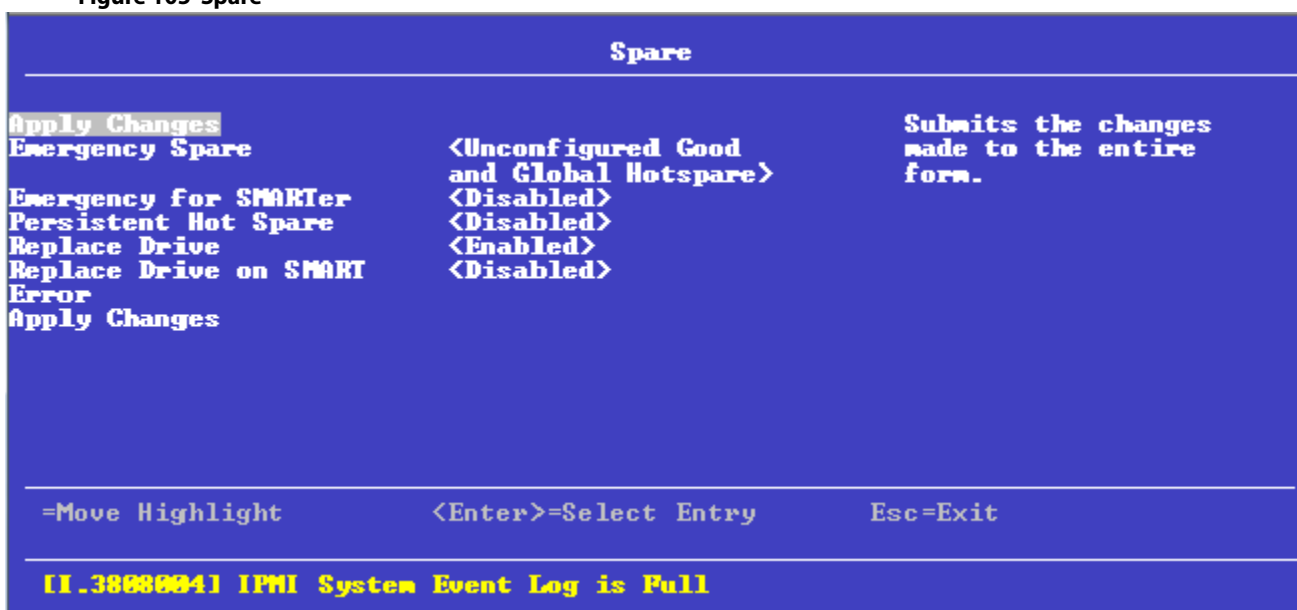 Figure 103 Spare
Spare
Apply Changes
Emergency Spare <Unconfigured Good
and Global Hotspare>
Emergency for SMARTer <Disabled>
Persistent Hot Spare <Disabled>
Replace Drive <Enabled>
Replace Drive on SMART <Disabled>
Error
Apply Changes
Submits the changes
made to the entire
form.
=Move Highlight <Enter>=Select Entry Esc=Exit
[I.3808004] IPMI System Event Log is Full